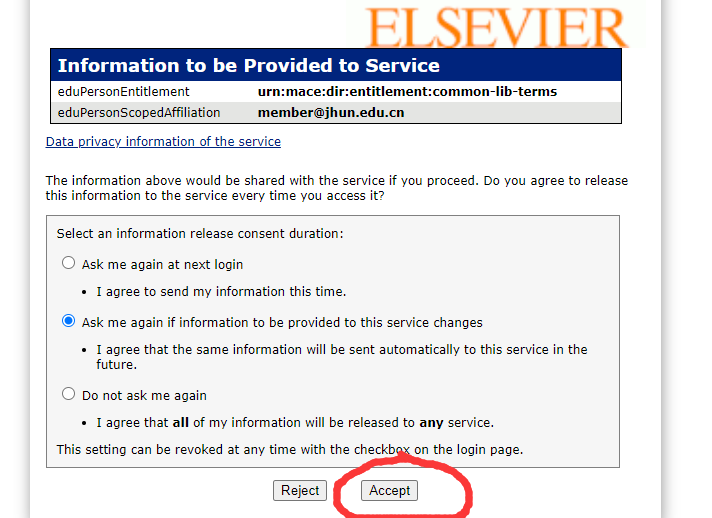 ELSEVIER
Information to be Provided to Service
eduPersonEntitlement urn:mace:dir:entitlement:common-lib-terms
eduPersonScopedAffiliation member@jhun.edu.cn
Data privacy information of the service
The information above would be shared with the service if you proceed. Do you agree to release
this information to the service every time you access it?
Select an information release consent duration:
Ask me again at next login
• I agree to send my information this time.
Ask me again if information to be provided to this service changes
• I agree that the same information will be sent automatically to this service in the
future.
Do not ask me again
• I agree that all of my information will be released to any service.
This setting can be revoked at any time with the checkbox on the login page.
Reject Accept